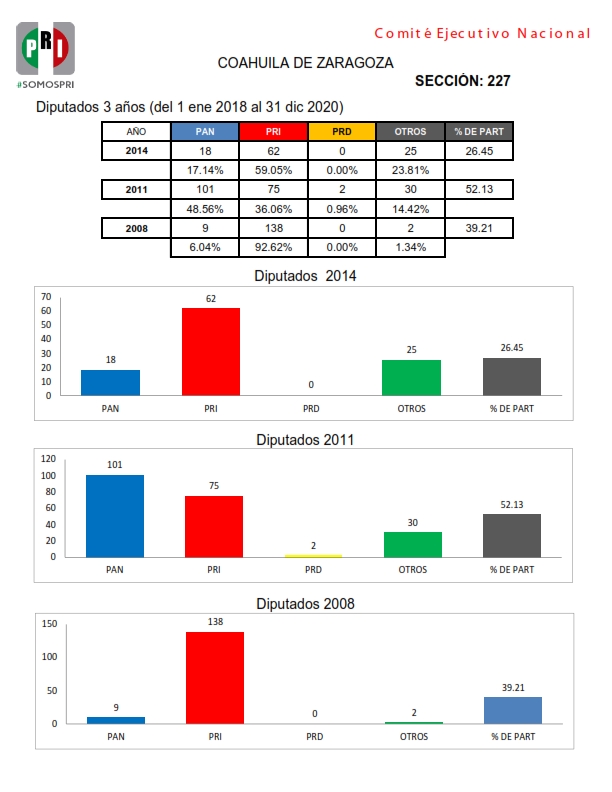 Comité Ejecutivo Nacional
PRI
#SOMOSPRI
COAHUILA DE ZARAGOZA
SECCIÓN: 227
Diputados 3 años (del 1 ene 2018 al 31 dic 2020)
AÑO PAN PRI PRD OTROS % DE PART
2014 18 62 0 25 26.45
17.14% 59.05% 0.00% 23.81%
2011 101 75 2 30 52.13
48.56% 36.06% 0.96% 14.42%
2008 9 138 0 2 39.21
6.04% 92.62% 0.00% 1.34%
Diputados 2014
70
60
50
40
30
20
10
0
18 62 0 25 26.45
PAN PRI PRD OTROS % DE PART
Diputados 2011
120
100
80
60
40
20
0
101 75 2 30 52.13
PAN PRI PRD OTROS % DE PART
Diputados 2008
150
100
50
0
9 138 0 2 39.21
PAN PRI PRD OTROS % DE PART